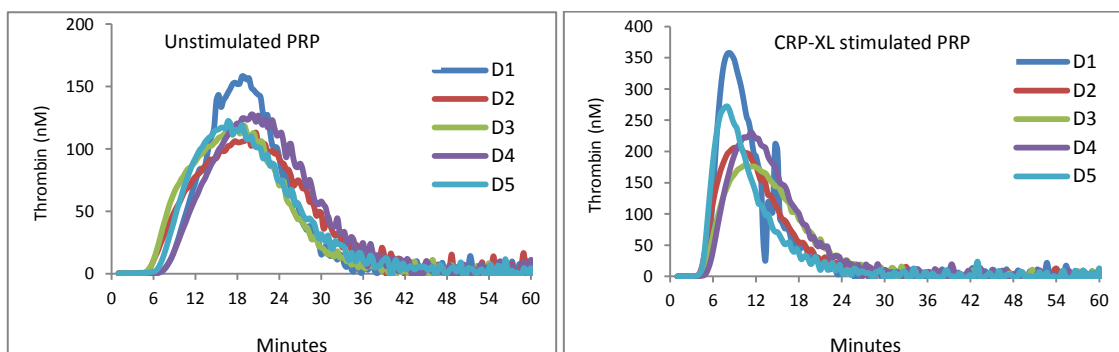 Unstimulated PRP
Thrombin (nM)
200
150
100
50
0
0 6 12 18 24 30 36 42 48 54 60
Minutes
D1
D2
D3
D4
D5
CRP-XL stimulated PRP
Thrombin (nM)
400
350
300
250
200
150
100
50
0
0 6 12 18 24 30 36 42 48 54 60
Minutes
D1
D2
D3
D4
D5